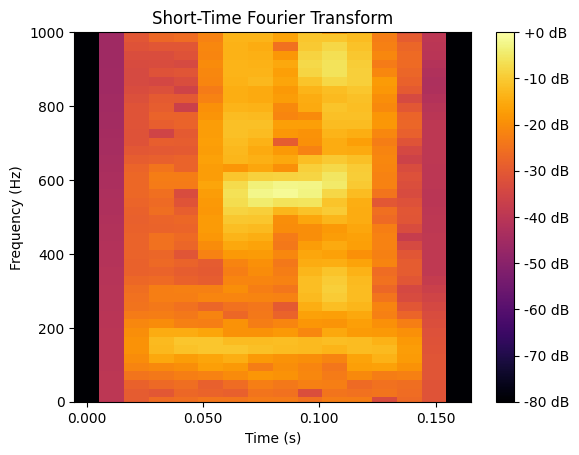 Short-Time Fourier Transform
1000
800
600
400
200
0
Frequency (Hz)
0.000
0.050
0.100
0.150
Time (s)
+0 dB
-10 dB
-20 dB
-30 dB
-40 dB
-50 dB
-60 dB
-70 dB
-80 dB